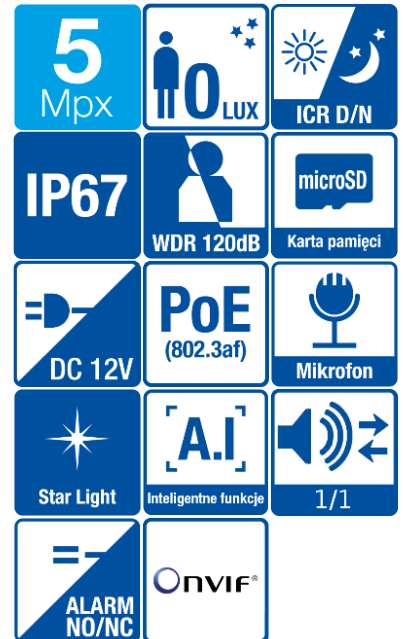 5
Mpx
0 LUX
ICR D/N
IP67
WDR 120dB
microSD
Karta pamięci
DC 12V
PoE
(802.3af)
Mikrofon
Star Light
[A.I]
Inteligentne funkcje
1/1
ALARM
NO/NC
ONVIF®